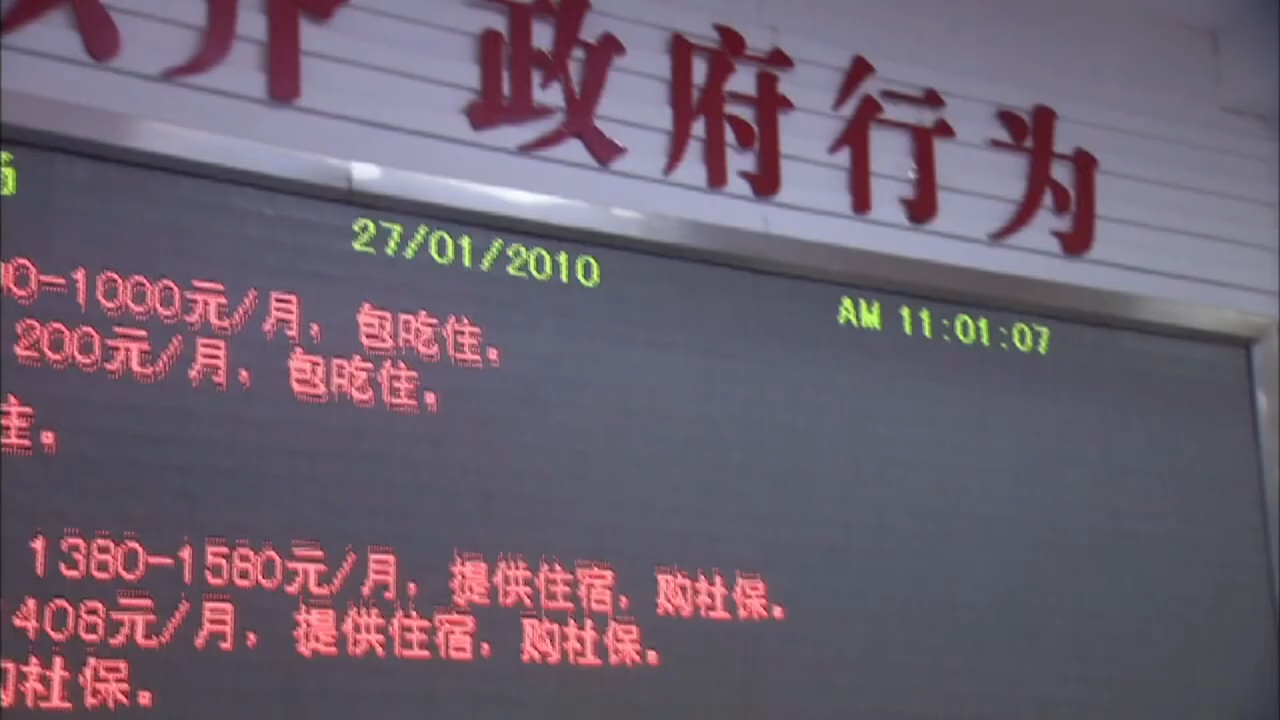 政府行为
27/01/2010
AM 11:01:07
0-1000元/月，包吃住。
200元/月，包吃住。
住。
1380-1580元/月，提供住宿，购社保。
408元/月，提供住宿，购社保。
购社保。